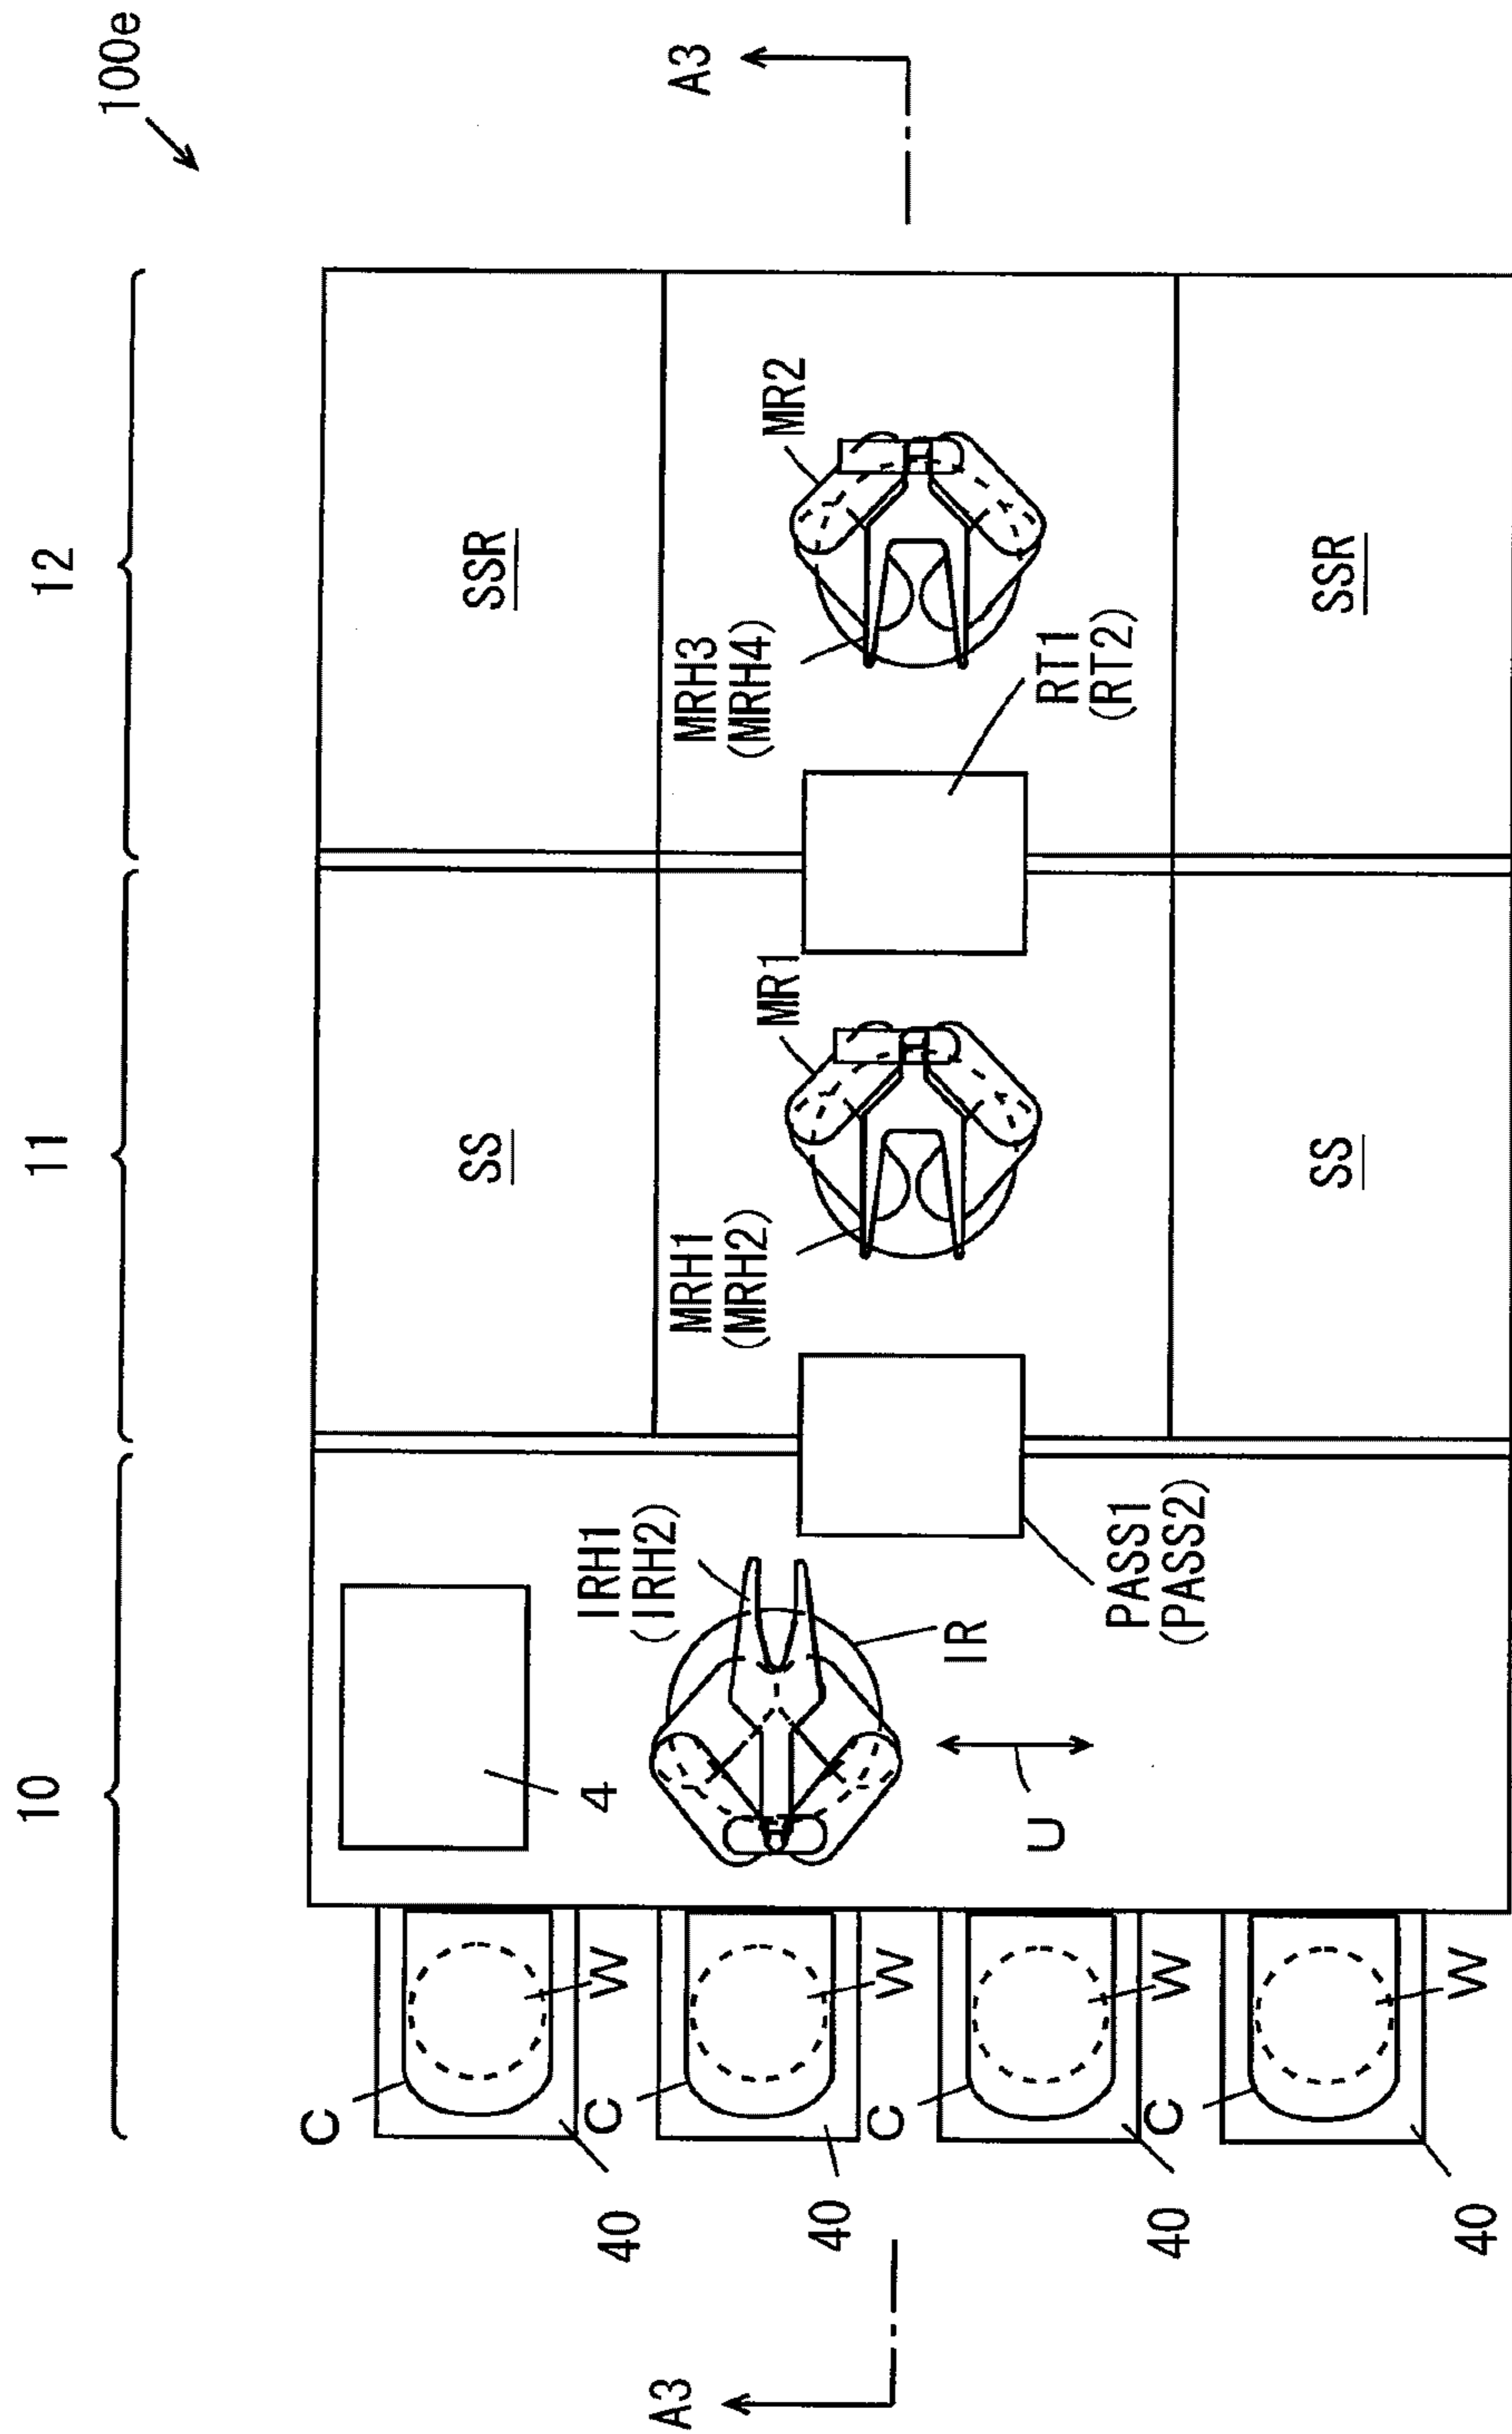 100e
10
11
12
A3
A3
SS
SSR
4
IRH1
(IRH2)
IR
U
MRH1
(MRH2)
MR1
MRH3
(MRH4)
MR2
PASS1
(PASS2)
RT1
(RT2)
SS
SSR
C
W
40
C
W
40
C
W
40
C
W
40